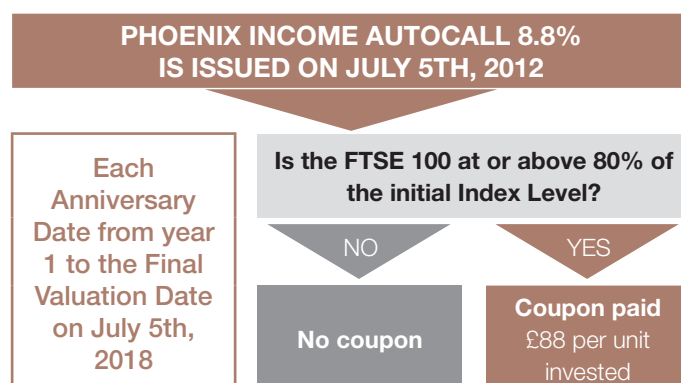 PHOENIX INCOME AUTOCALL 8.8%
IS ISSUED ON JULY 5TH, 2012
Each
Anniversary
Date from year
1 to the Final
Valuation Date
on July 5th,
2018
Is the FTSE 100 at or above 80% of
the initial Index Level?
NO
YES
No coupon
Coupon paid
£88 per unit
invested